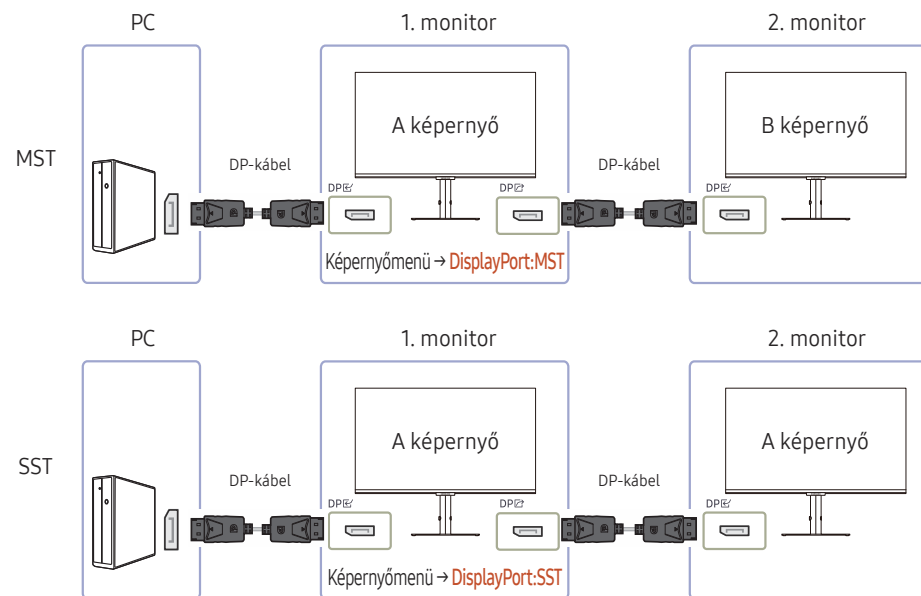 PC
1. monitor
2. monitor
MST
A képernyő
B képernyő
DP-kábel
DP-kábel
DP
DP
DP
Képernyőmenü → DisplayPort:MST
PC
1. monitor
2. monitor
SST
A képernyő
A képernyő
DP-kábel
DP-kábel
DP
DP
DP
Képernyőmenü → DisplayPort:SST